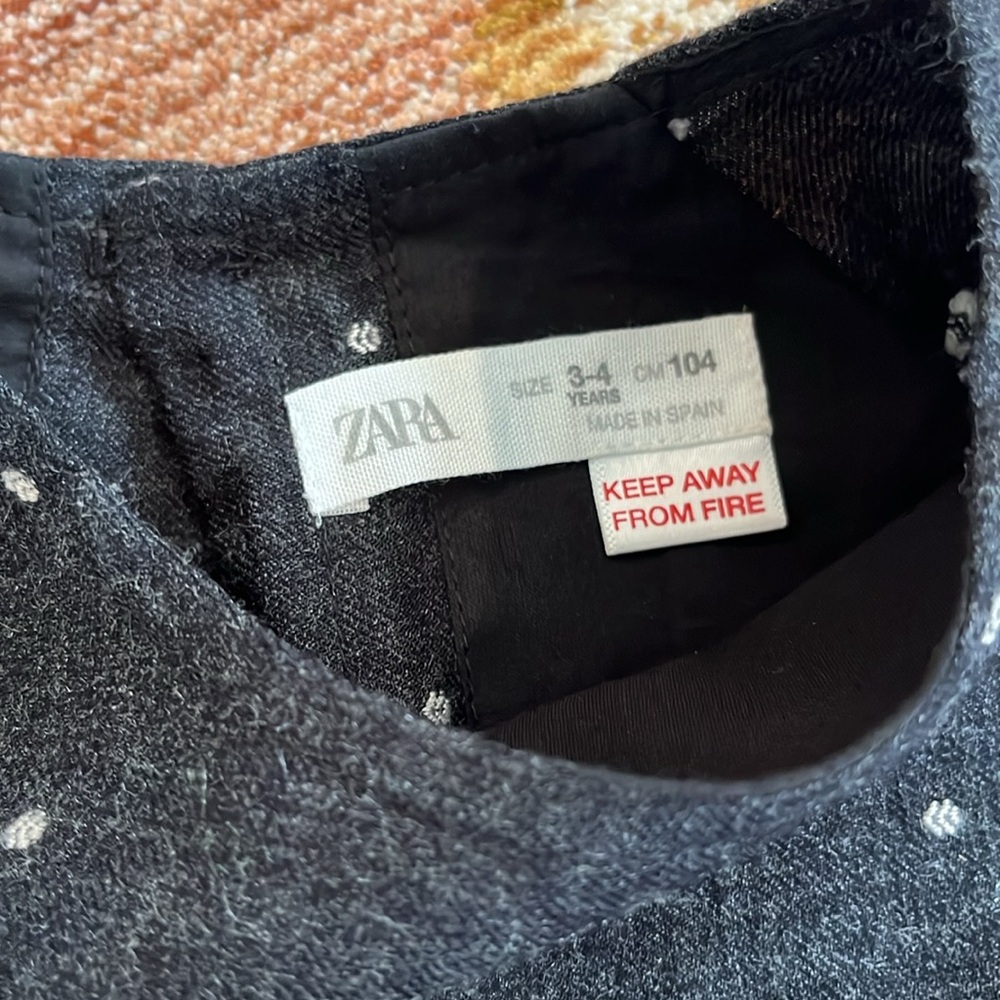 ZARA
SIZE 3-4 CM 104
YEARS
MADE IN SPAIN
KEEP AWAY
FROM FIRE